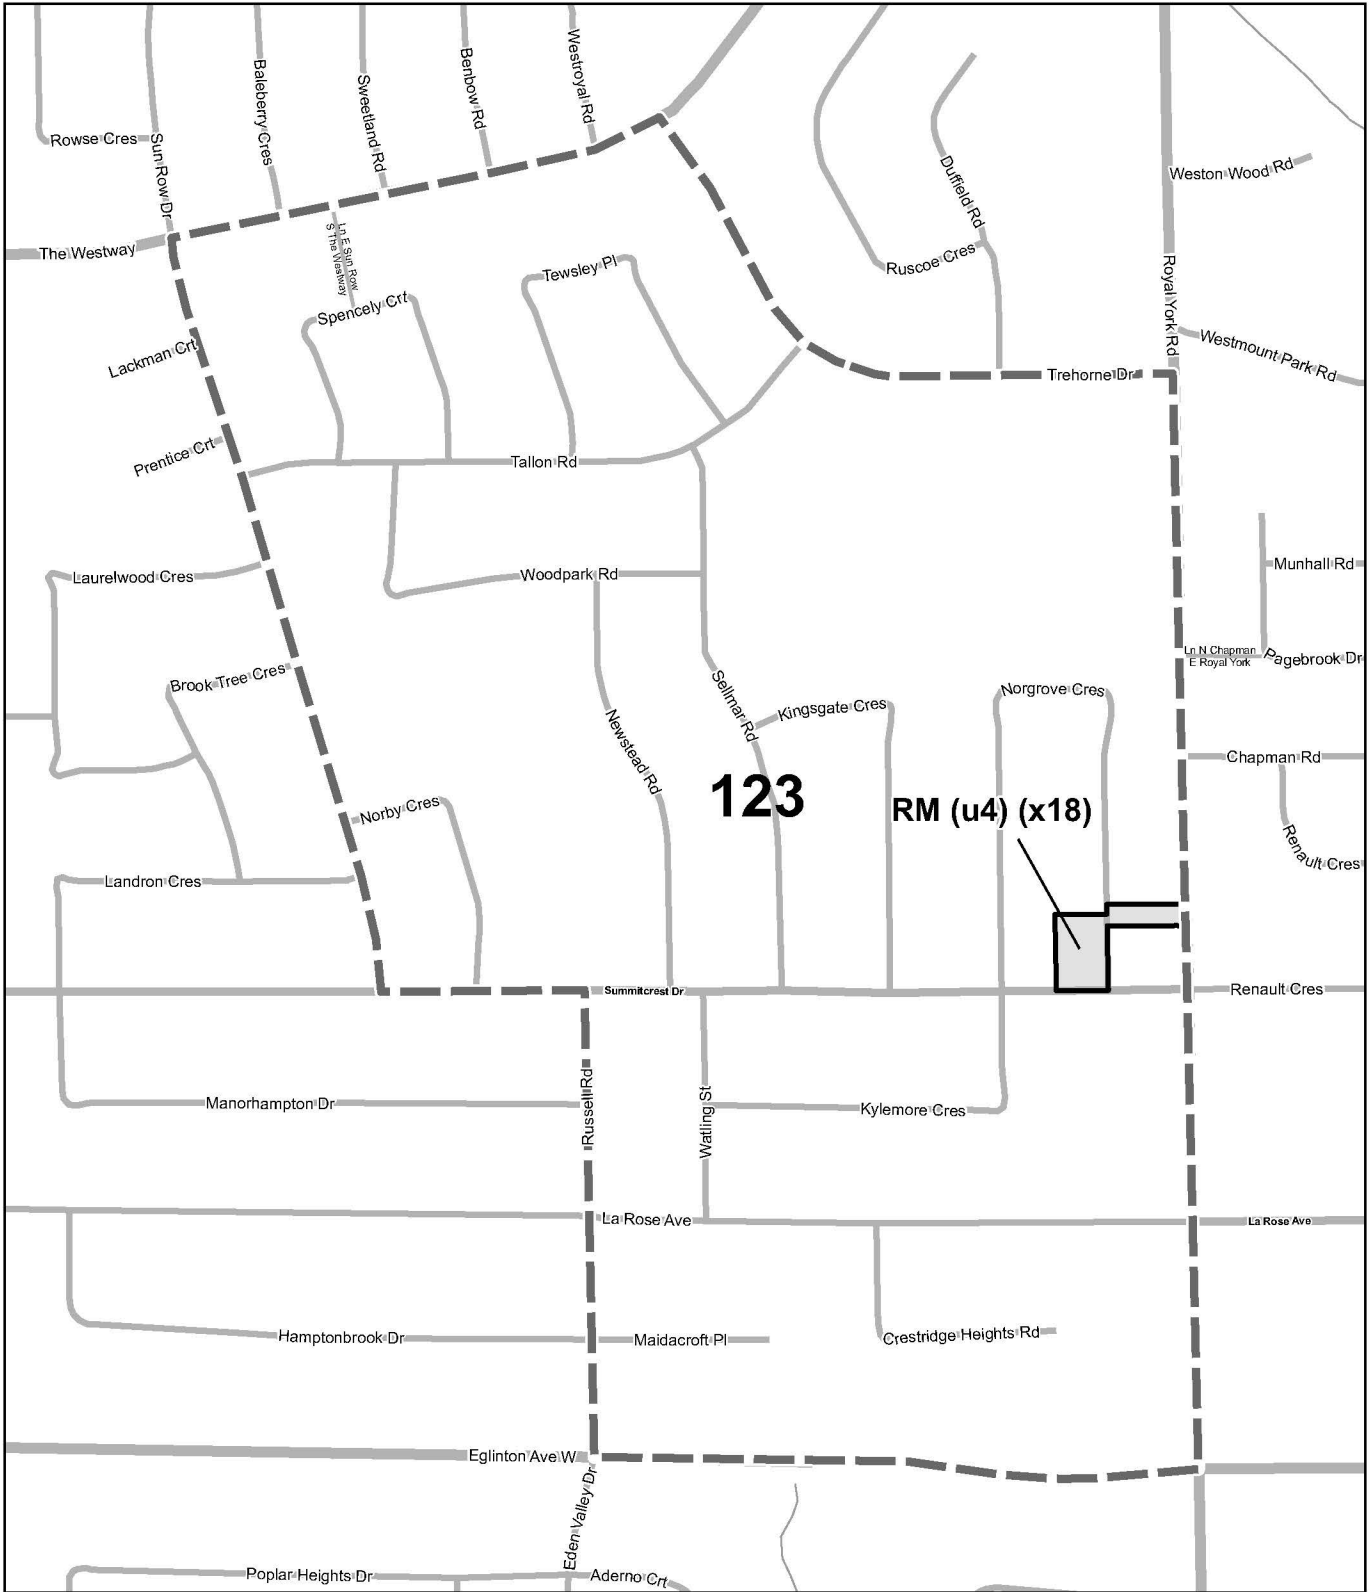 Westroyal Rd
Benbow Rd
Baleberry Cres
Sweetland Rd
Rowse Cres
Sun Row Dr
Weston Wood Rd
Duffield Rd
The Westway
Ln E Sun Row
S The Westway
Ruscoe Cres
Tewsley Pl
Royal York Rd
Spencely Crt
Lackman Crt
Westmount Park Rd
Trehorne Dr
Prentice Crt
Tallon Rd
Munhall Rd
Laurelwood Cres
Woodpark Rd
Ln N Chapman
E Royal York
Pagebrook Dr
Brook Tree Cres
Norgrove Cres
Sellmar Rd
Kingsgate Cres
Newstead Rd
Chapman Rd
123
RM (u4) (x18)
Norby Cres
Renault Cres
Landron Cres
Summitcrest Dr
Renault Cres
Manorhampton Dr
Russell Rd
Watling St
Kylemore Cres
La Rose Ave
La Rose Ave
Hamptonbrook Dr
Maidacroft Pl
Crestridge Heights Rd
Eglinton Ave W
Eden Valley Dr
Poplar Heights Dr
Aderno Crt